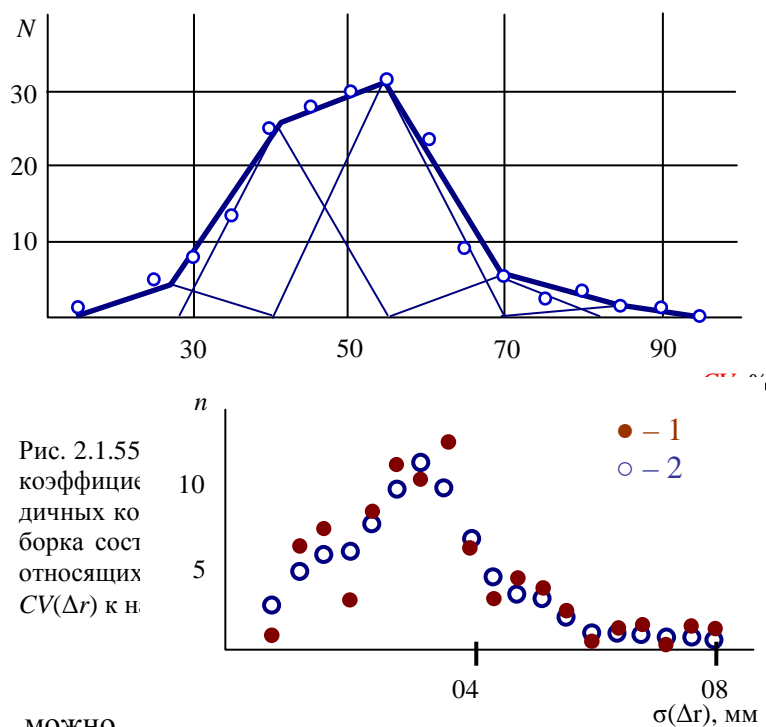 N
30
20
10
30 50 70 90
n
– 1
– 2
10
5
Рис. 2.1.55
коэффицие
дичных ко
борка сост
относящих
CV(Δr) к н
04 08
σ(Δr), мм
можно